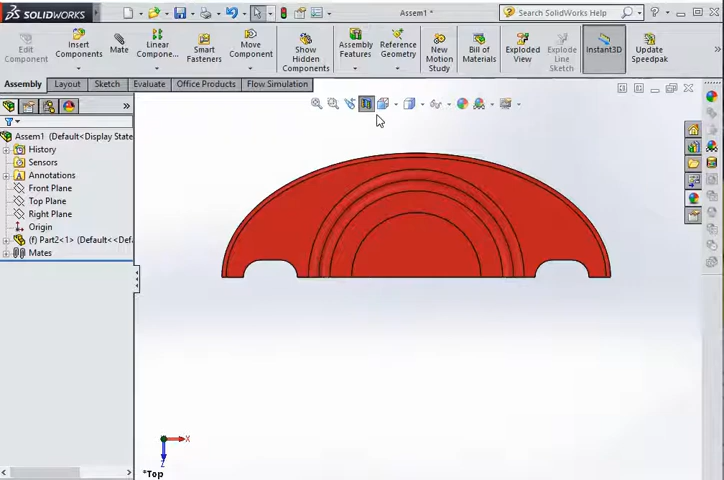 SOLIDWORKS
Assem1 *
Search SolidWorks Help
Edit Component
Insert Components
Mate
Linear Compone...
Smart Fasteners
Move Component
Show Hidden Components
Assembly Features
Reference Geometry
New Motion Study
Bill of Materials
Exploded View
Explode Line Sketch
Instant3D
Update Speedpak
Assembly
Layout
Sketch
Evaluate
Office Products
Flow Simulation
Assem1 (Default<Display State
History
Sensors
Annotations
Front Plane
Top Plane
Right Plane
Origin
(f) Part2<1> (Default<<Def
Mates
X
Z
*Top